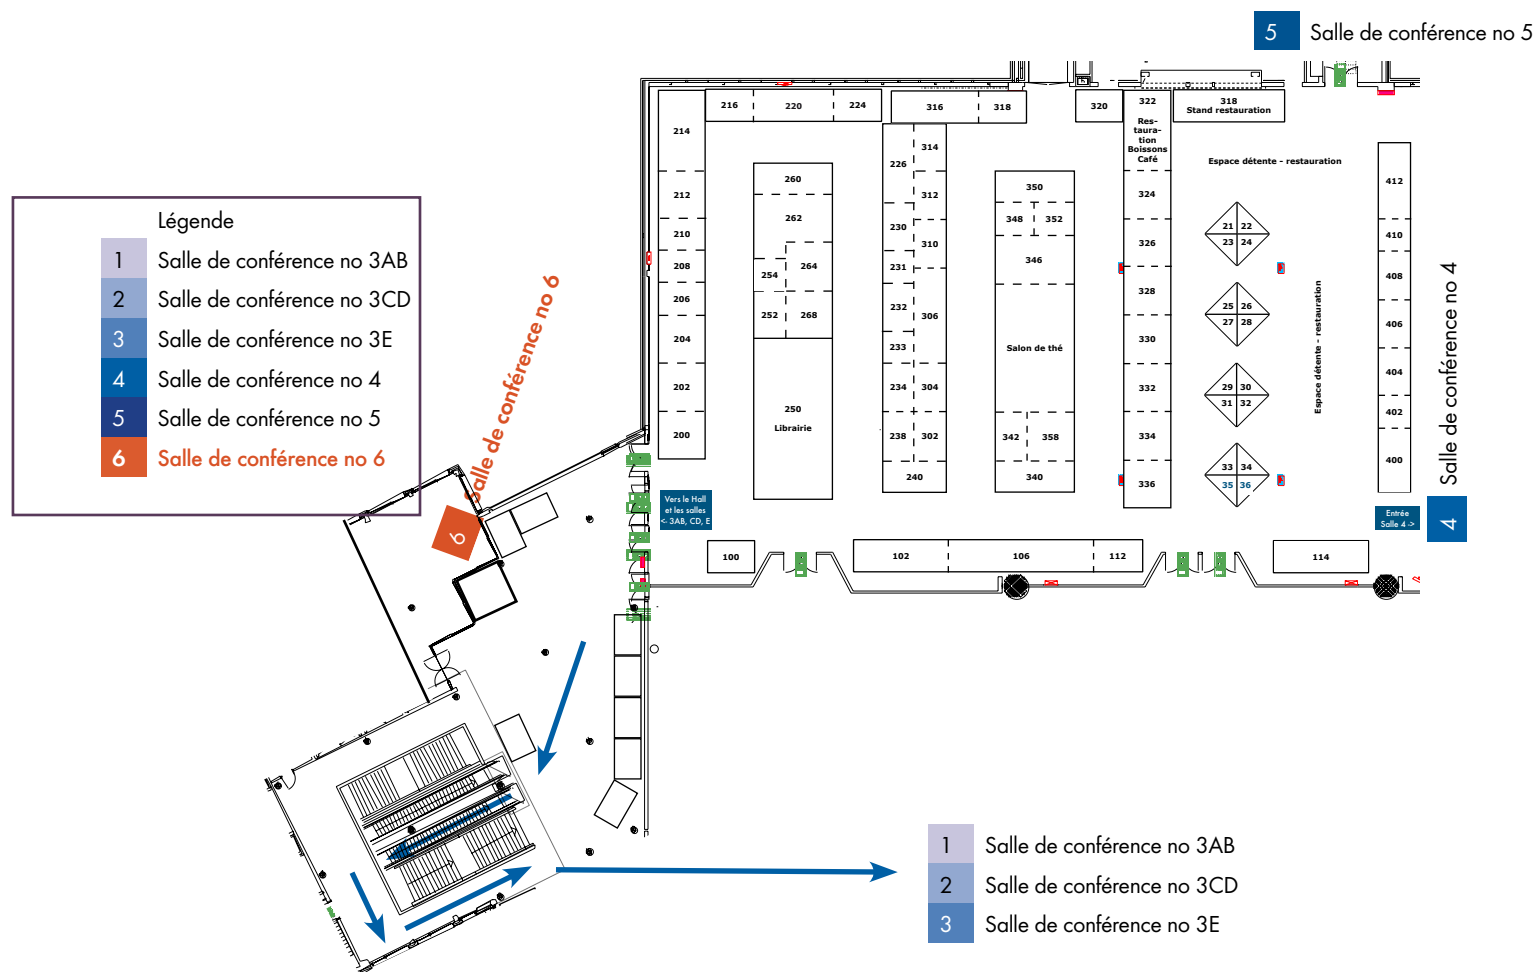 5 Salle de conférence no 5
216 220 224 316 318 320 322 318
Stand restauration
Res-
taura-
tion
Boissons
Café
214
226
314
Espace détente - restauration
260
350
412
212
312
324
262
348 352
21 22
23 24
210
230
310
326
410
208
254
264
231
346
408
206
252
268
232
306
328
25 26
27 28
204
233
Salon de thé
330
406
Espace détente - restauration
202
234 304
332
29 30
31 32
404
402
250
Librairie
200
238 302
342 358
334
33 34
35 36
400
240
340
336
Légende
1 Salle de conférence no 3AB
2 Salle de conférence no 3CD
3 Salle de conférence no 3E
4 Salle de conférence no 4
5 Salle de conférence no 5
6 Salle de conférence no 6
Salle de conférence no 6
6
Salle de conférence no 4
4
Vers le Hall
et les salles
<- 3AB, CD, E
Entrée
Salle 4 ->
100 102 106 112 114
1 Salle de conférence no 3AB
2 Salle de conférence no 3CD
3 Salle de conférence no 3E